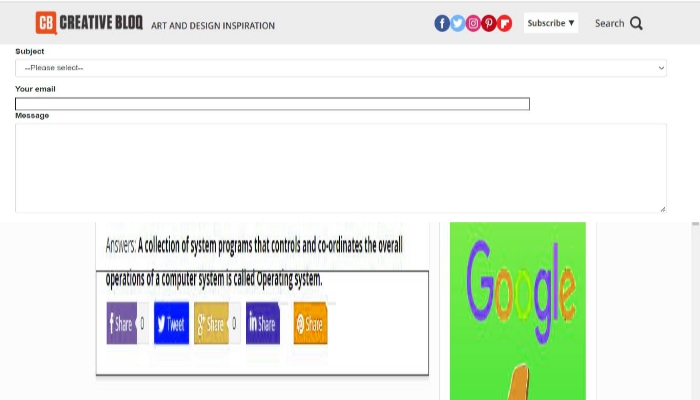 CB CREATIVE BLOQ ART AND DESIGN INSPIRATION Subscribe ▼ Search
Subject
--Please select--
Your email
Message
Answers: A collection of system programs that controls and co-ordinates the overall
operations of a computer system is called Operating system.
Share 0 Tweet Share 0 Share Share
Google